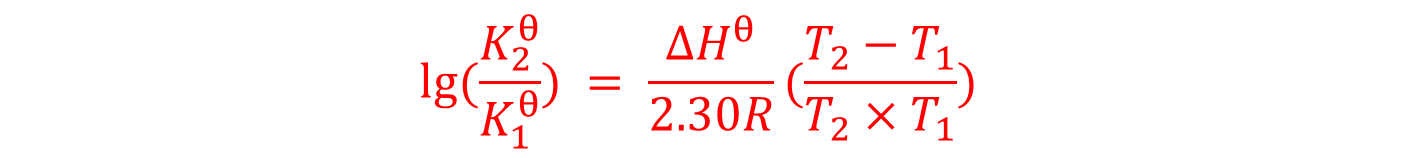 lg(K₂^θ/K₁^θ) = ΔH^θ/2.30R (T₂ − T₁/T₂ × T₁)